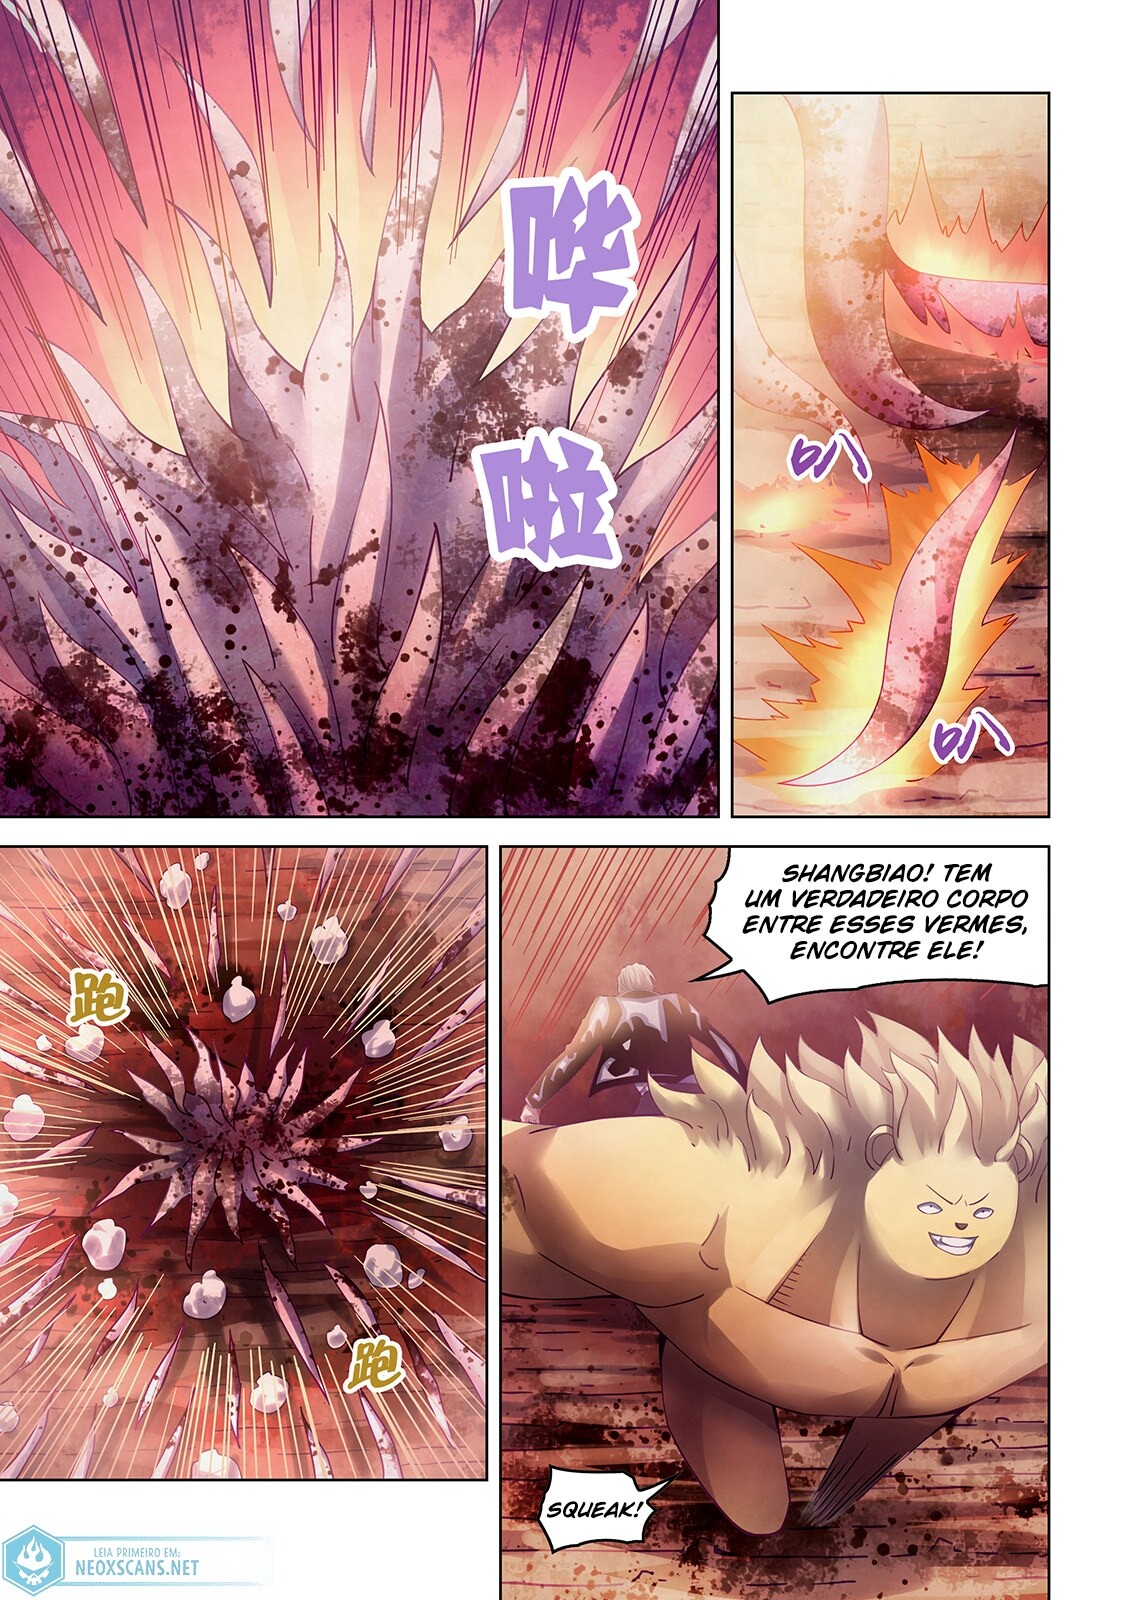 哗
啦
叭
叭
跑
跑
SHANGBIAO! TEM
UM VERDADEIRO CORPO
ENTRE ESSES VERMES,
ENCONTRE ELE!
SQUEAK!
LEIA PRIMEIRO EM:
NEOXSCANS.NET